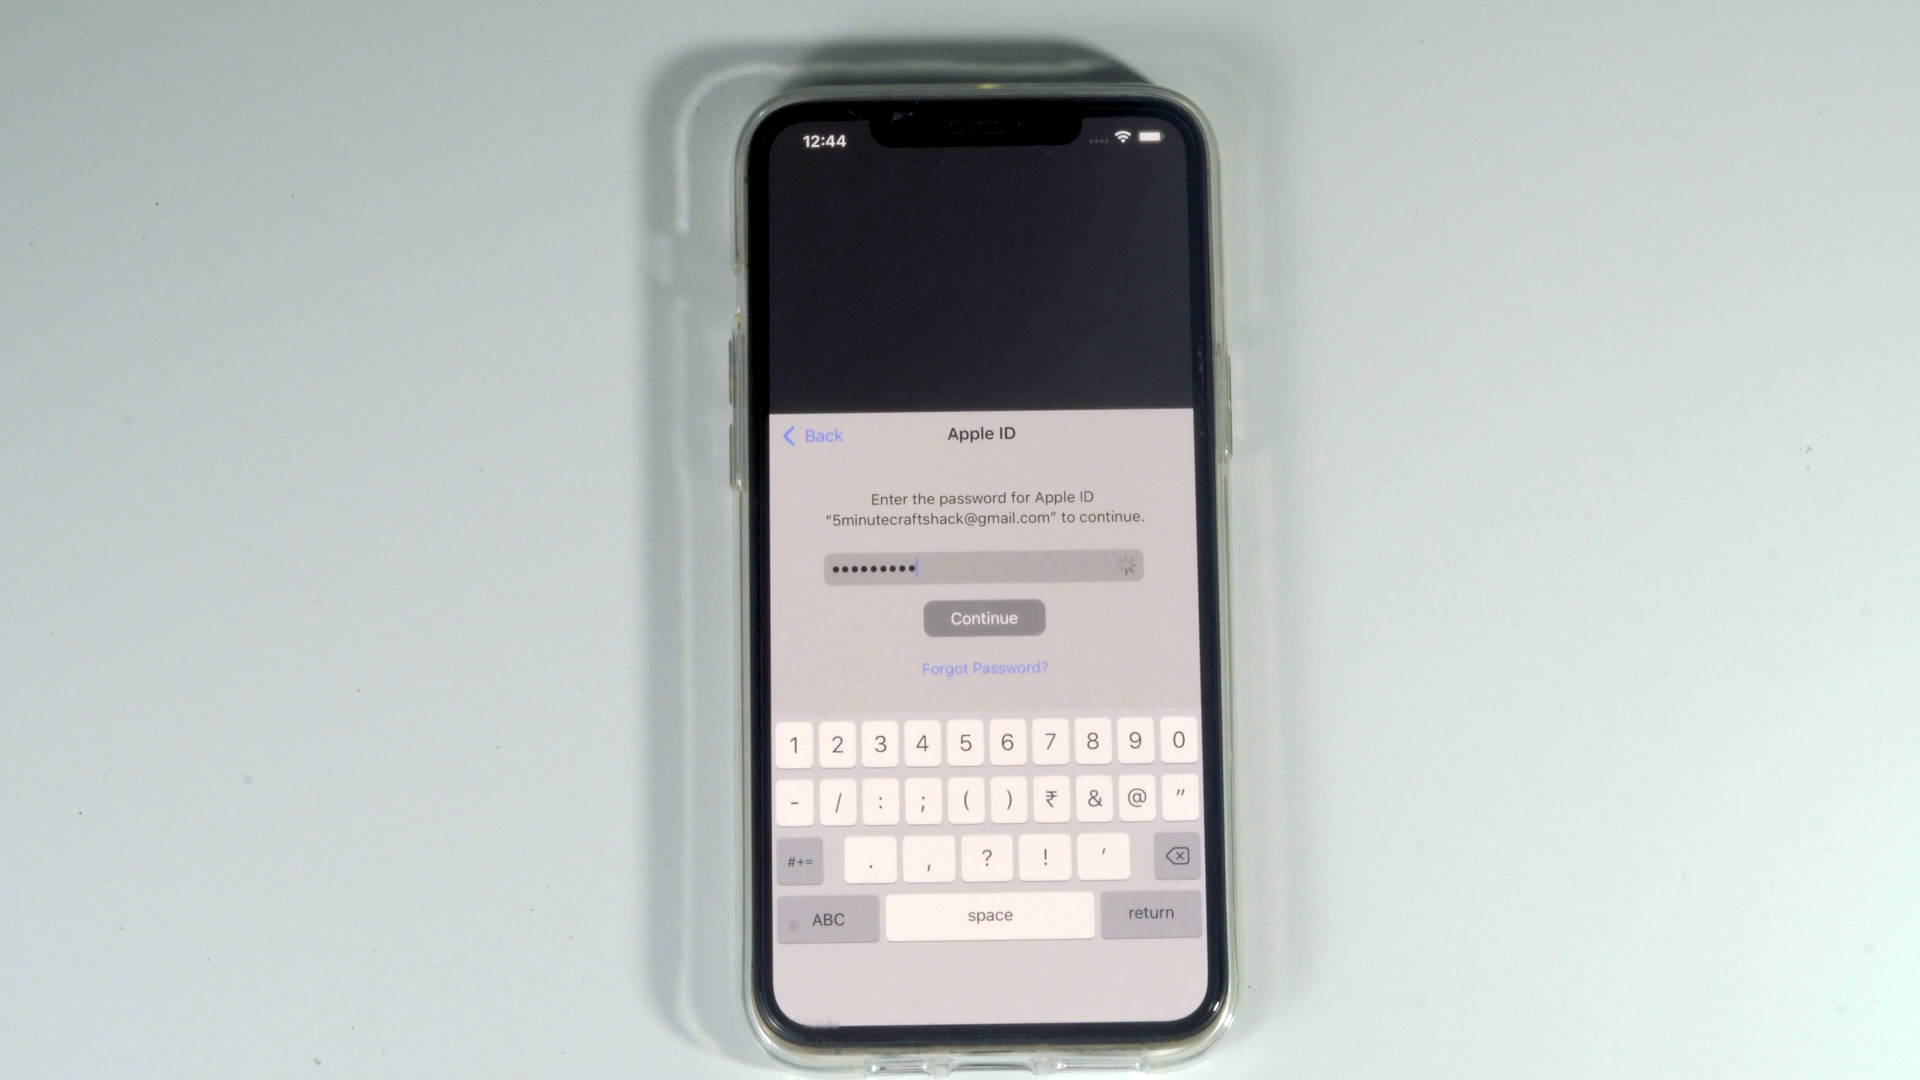 12:44
Back
Apple ID
Enter the password for Apple ID
“5minutecraftshack@gmail.com” to continue.
•••••••••
Continue
Forgot Password?
1 2 3 4 5 6 7 8 9 0
- / : ; ( ) ₹ & @ "
#+= . , ? ! '
ABC space return